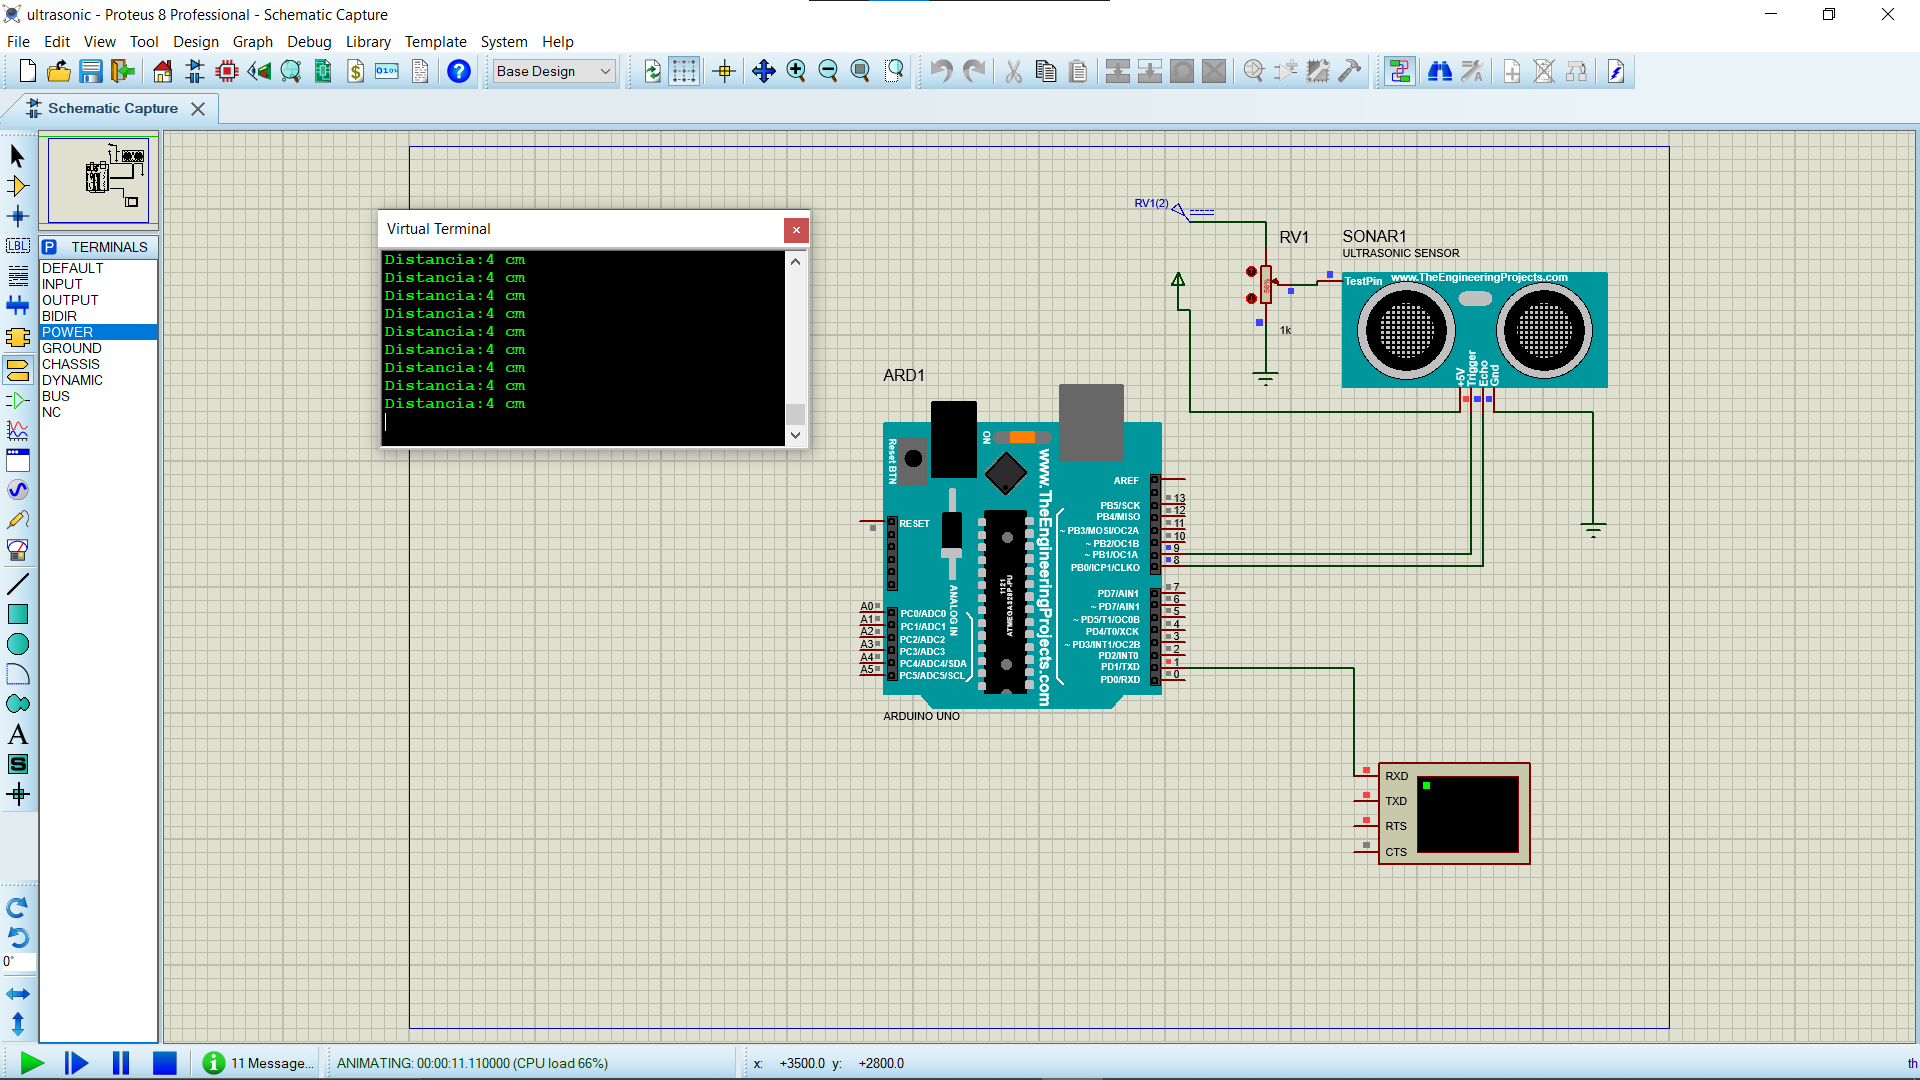 ultrasonic - Proteus 8 Professional - Schematic Capture
File Edit View Tool Design Graph Debug Library Template System Help
Base Design
Schematic Capture
TERMINALS
DEFAULT
INPUT
OUTPUT
BIDIR
POWER
GROUND
CHASSIS
DYNAMIC
BUS
NC
LBL
P
A
S
0°
Virtual Terminal
Distancia:4 cm
Distancia:4 cm
Distancia:4 cm
Distancia:4 cm
Distancia:4 cm
Distancia:4 cm
Distancia:4 cm
Distancia:4 cm
Distancia:4 cm
RV1(2)
RV1
1k
SONAR1
ULTRASONIC SENSOR
TestPin
www.TheEngineeringProjects.com
+5V
Trigger
Echo
Gnd
ARD1
Reset BTN
ON
www.TheEngineeringProjects.com
ANALOG IN
1121
ATMEGA328P-PU
RESET
A0 PC0/ADC0
A1 PC1/ADC1
A2 PC2/ADC2
A3 PC3/ADC3
A4 PC4/ADC4/SDA
A5 PC5/ADC5/SCL
AREF
PB5/SCK 13
PB4/MISO 12
~ PB3/MOSI/OC2A 11
~ PB2/OC1B 10
~ PB1/OC1A 9
PB0/ICP1/CLKO 8
PD7/AIN1 7
~ PD7/AIN1 6
~ PD5/T1/OC0B 5
PD4/T0/XCK 4
~ PD3/INT1/OC2B 3
PD2/INT0 2
PD1/TXD 1
PD0/RXD 0
ARDUINO UNO
RXD
TXD
RTS
CTS
11 Message...
ANIMATING: 00:00:11.110000 (CPU load 66%)
x: +3500.0 y: +2800.0
th